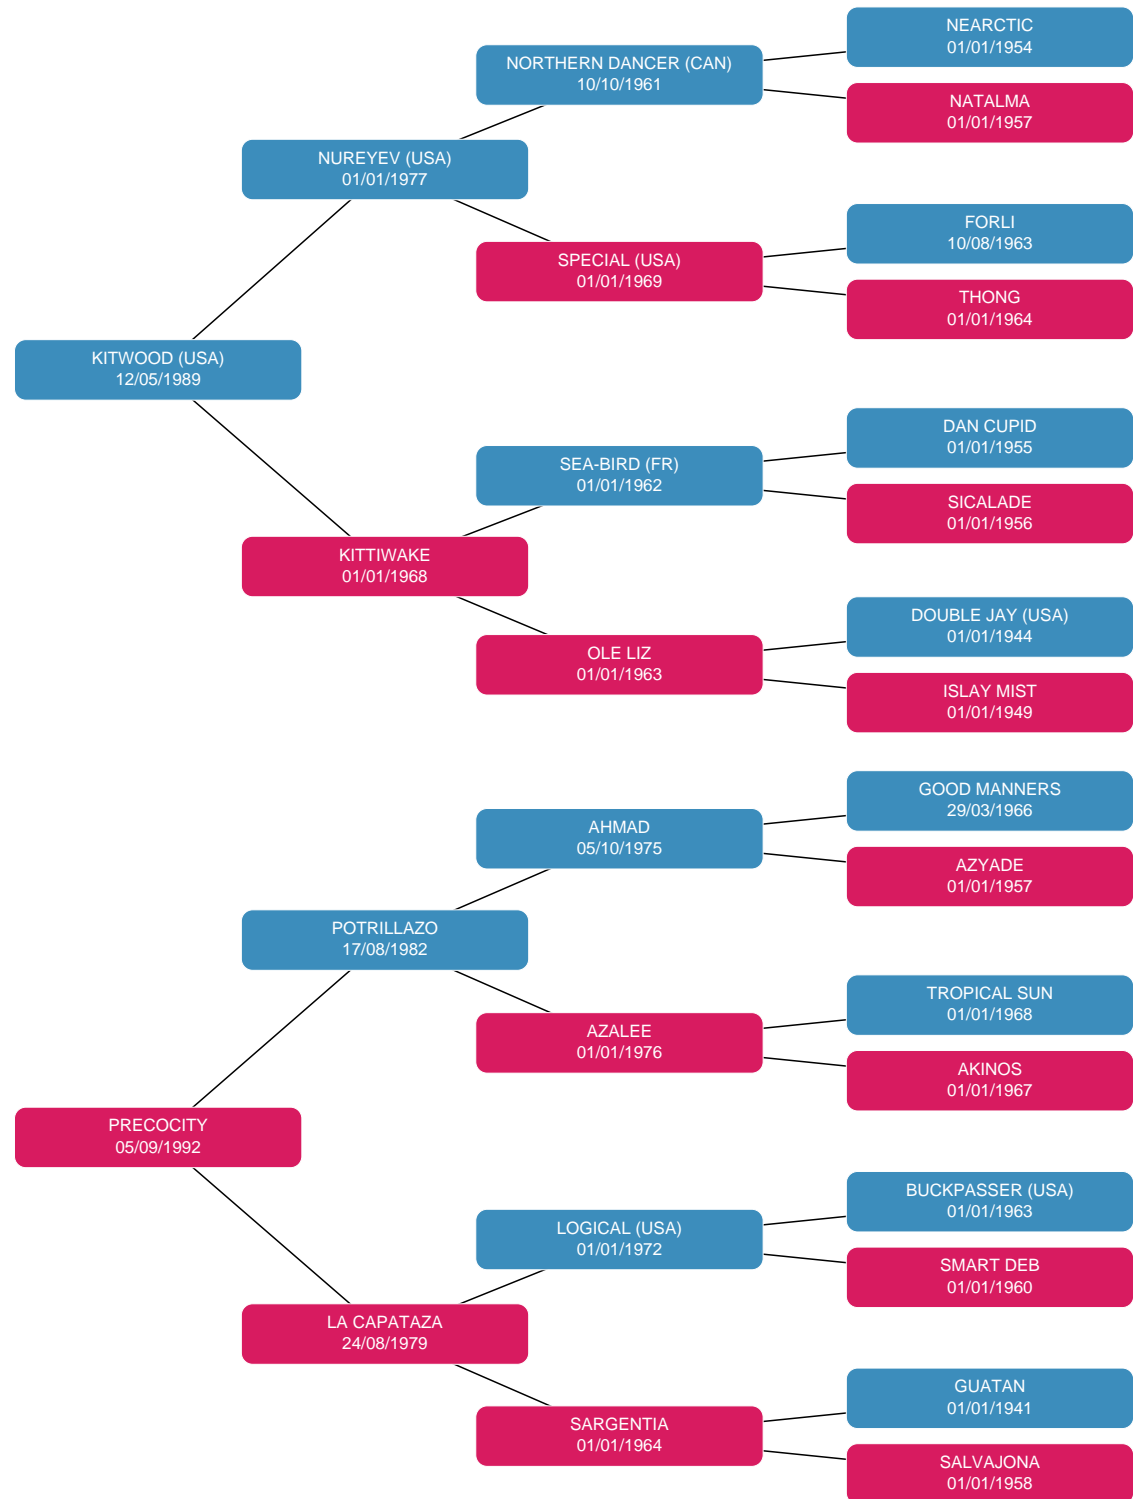 NEARCTIC
01/01/1954
NORTHERN DANCER (CAN)
10/10/1961
NATALMA
01/01/1957
NUREYEV (USA)
01/01/1977
FORLI
10/08/1963
SPECIAL (USA)
01/01/1969
THONG
01/01/1964
KITWOOD (USA)
12/05/1989
DAN CUPID
01/01/1955
SEA-BIRD (FR)
01/01/1962
SICALADE
01/01/1956
KITTIWAKE
01/01/1968
DOUBLE JAY (USA)
01/01/1944
OLE LIZ
01/01/1963
ISLAY MIST
01/01/1949
GOOD MANNERS
29/03/1966
AHMAD
05/10/1975
AZYADE
01/01/1957
POTRILLAZO
17/08/1982
TROPICAL SUN
01/01/1968
AZALEE
01/01/1976
AKINOS
01/01/1967
PRECOCITY
05/09/1992
BUCKPASSER (USA)
01/01/1963
LOGICAL (USA)
01/01/1972
SMART DEB
01/01/1960
LA CAPATAZA
24/08/1979
GUATAN
01/01/1941
SARGENTIA
01/01/1964
SALVAJONA
01/01/1958